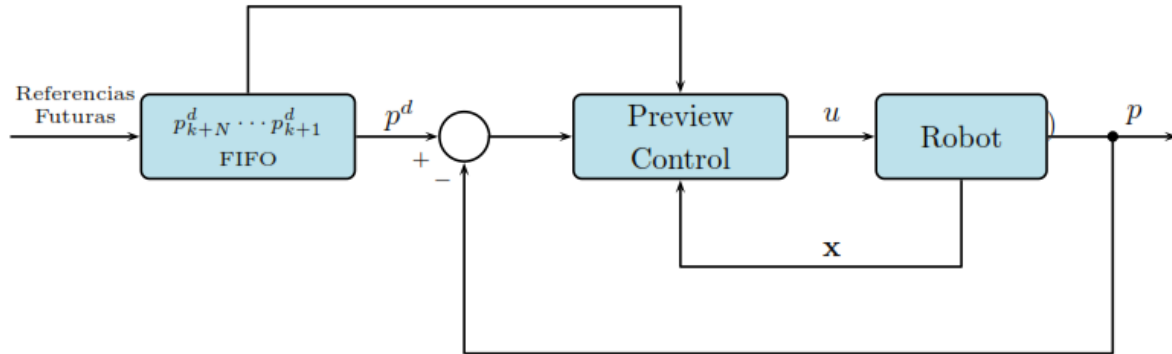 Referencias
Futuras
p^d_{k+N} ··· p^d_{k+1}
FIFO
p^d
+
−
Preview
Control
u
Robot
)
p
x